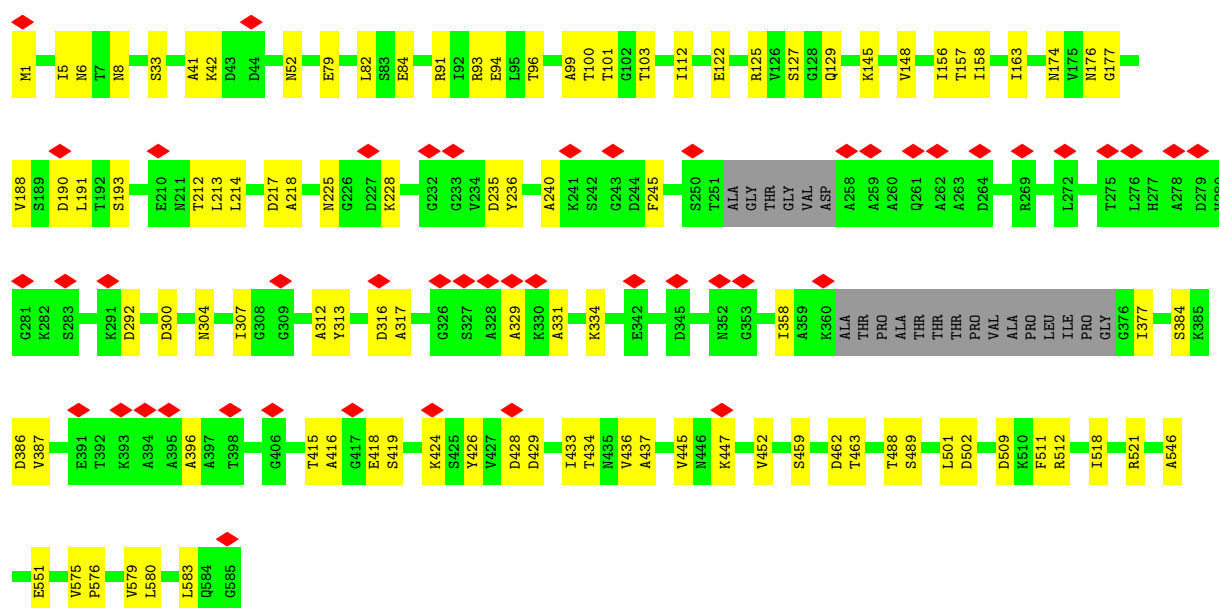 M1 I5 N6 T7 N8 S33 A41 K42 D43 D44 N52 E79 L82 S83 E84 R91 I92 R93 E94 L95 T96 A99 T100 T101 G102 T103 I112 E122 R125 V126 S127 G128 Q129 K145 V148 I156 T157 I158 I163 N174 V175 N176 G177
V188 S189 D190 L191 T192 S193 E210 N211 T212 L213 L214 D217 A218 N225 G226 D227 K228 G232 G233 V234 D235 Y236 A240 K241 S242 G243 D244 F245 S250 T251 ALA GLY THR GLY VAL ASP A258 A259 A260 Q261 A262 A263 D264 R269 L272 T275 L276 H277 A278 D279
G281 K282 S283 K291 D292 D300 N304 I307 G308 G309 A312 Y313 D316 A317 G326 S327 A328 A329 K330 A331 K334 E342 D345 N352 G353 I358 A359 K360 ALA THR PRO ALA THR THR THR PRO VAL ALA PRO LEU ILE PRO GLY G376 I377 S384 K385
D386 V387 E391 T392 K393 A394 A395 A396 A397 T398 G406 T415 A416 G417 E418 S419 K424 S425 Y426 V427 D428 D429 I433 T434 N435 V436 A437 V445 N446 K447 V452 S459 D462 T463 T488 S489 L501 D502 D509 K510 F511 R512 I518 R521 A546
E551 V575 P576 V579 L580 L583 Q584 G585